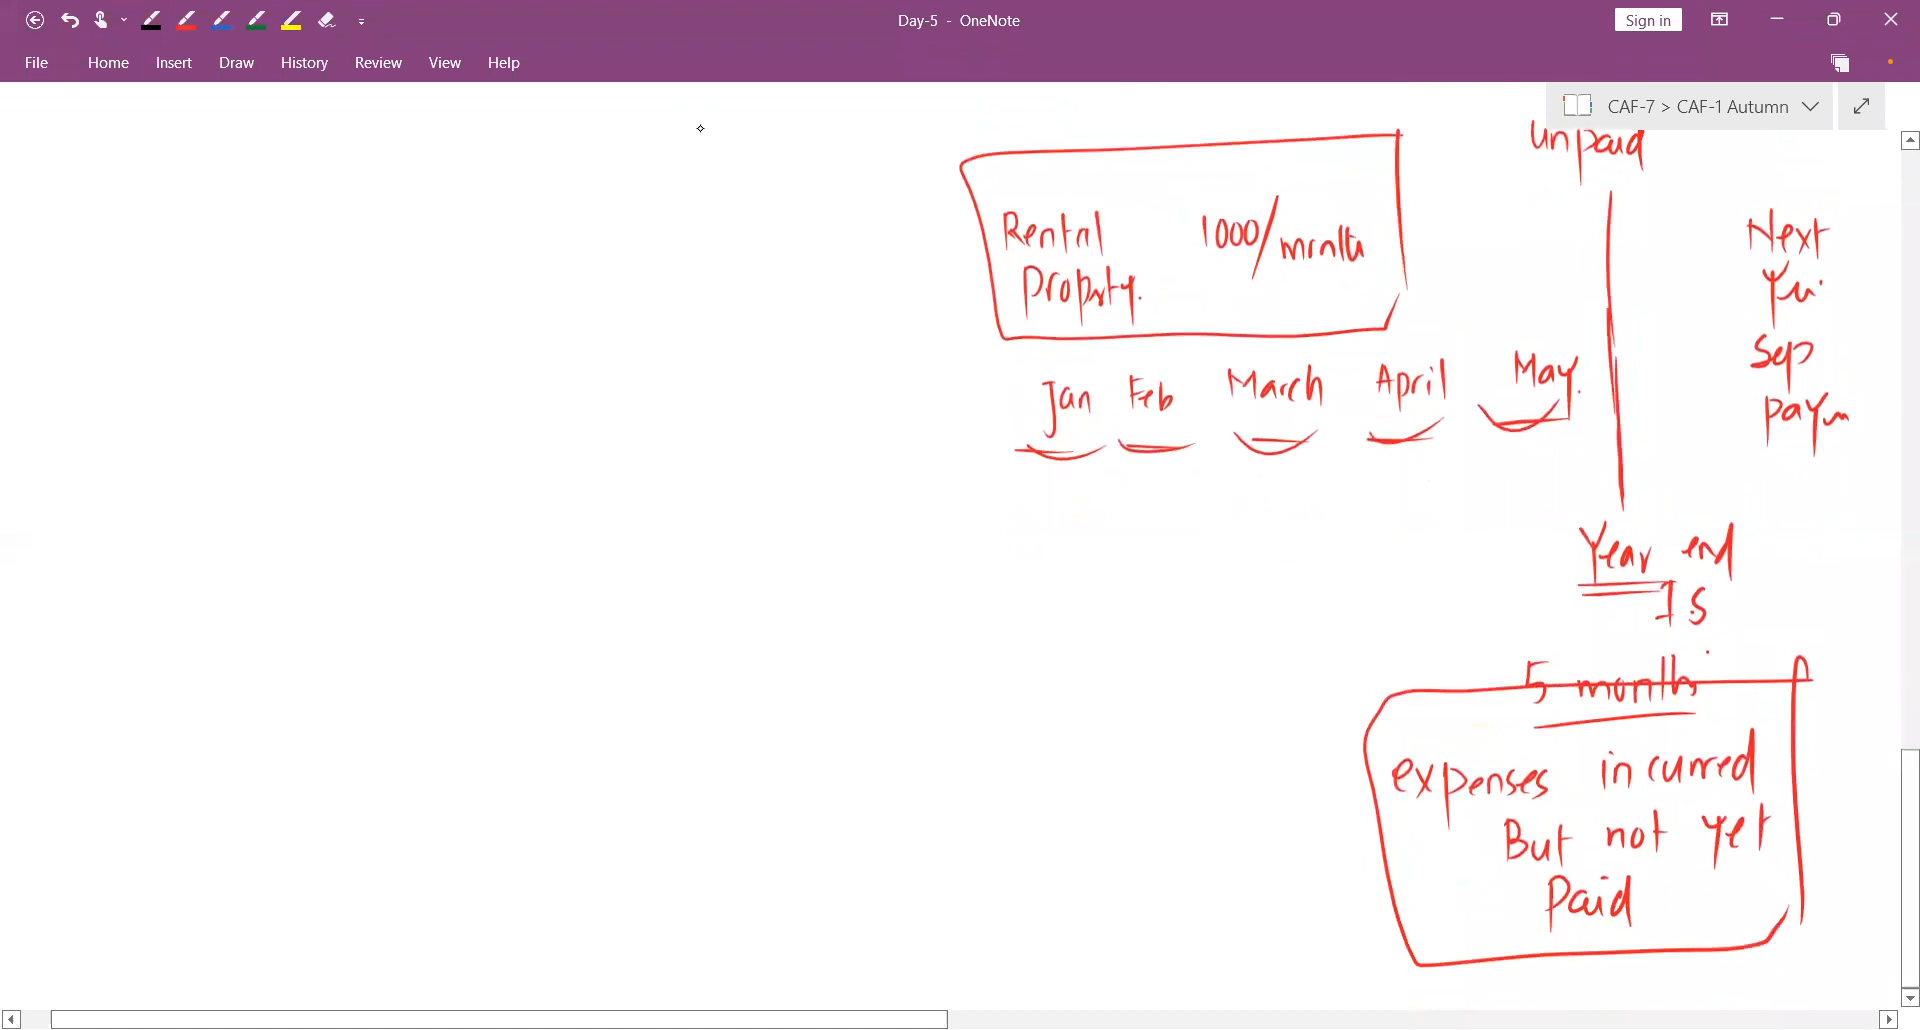 Day-5 - OneNote
Sign in
File Home Insert Draw History Review View Help
CAF-7 > CAF-1 Autumn
unpaid
Rental 1000/month
Property.
Next
Sep
Jan Feb March April May.
Year end
IS
5 months
expenses incurred
But not yet
Paid